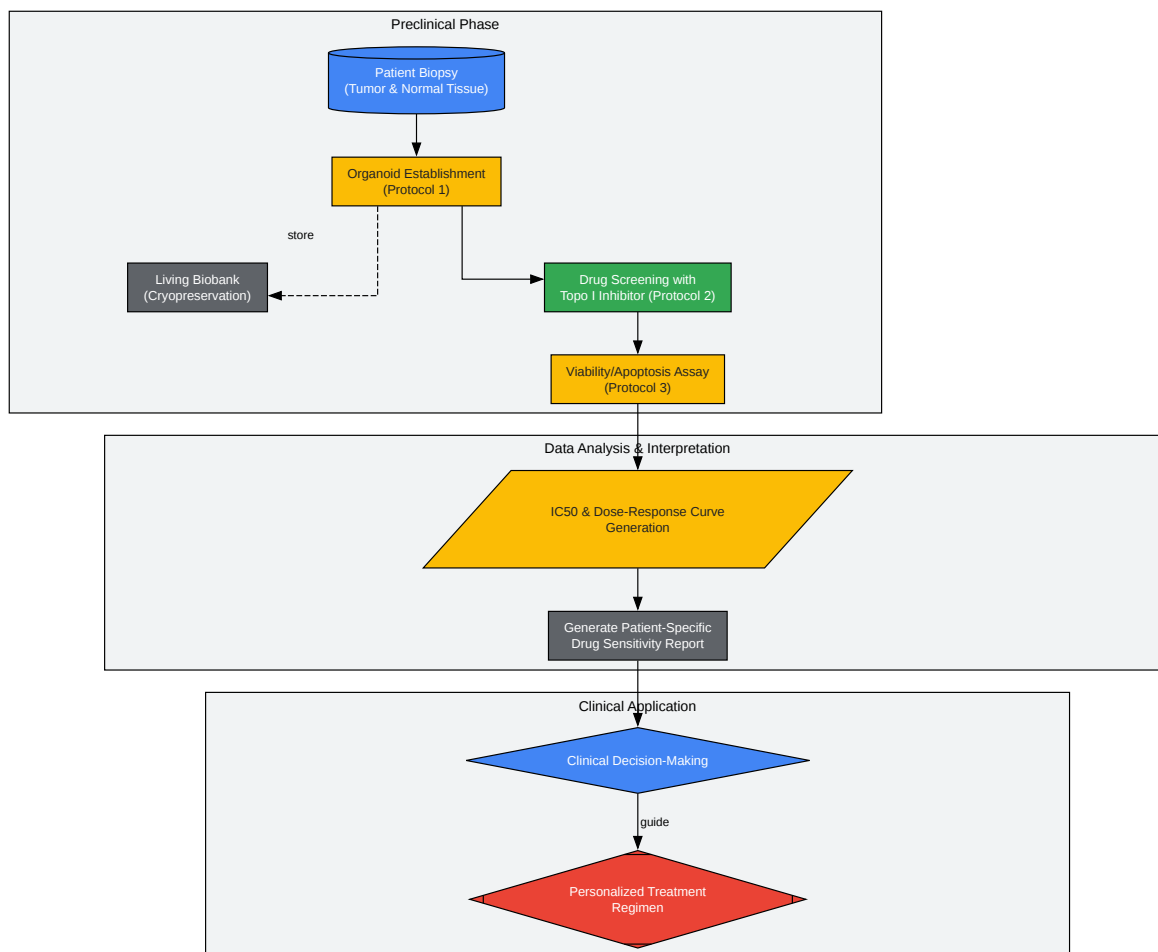 Preclinical Phase
Patient Biopsy
(Tumor & Normal Tissue)
Organoid Establishment
(Protocol 1)
store
Living Biobank
(Cryopreservation)
Drug Screening with
Topo I Inhibitor (Protocol 2)
Viability/Apoptosis Assay
(Protocol 3)
Data Analysis & Interpretation
IC50 & Dose-Response Curve
Generation
Generate Patient-Specific
Drug Sensitivity Report
Clinical Application
Clinical Decision-Making
guide
Personalized Treatment
Regimen